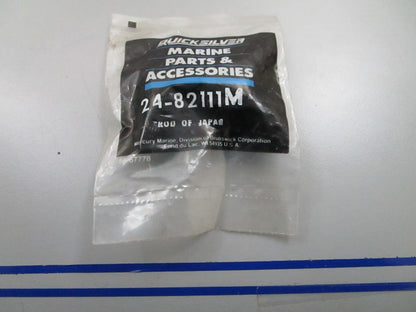 QUICKSILVER
MARINE
PARTS &
ACCESSORIES
24-82111M
PROD OF JAPAN
Mercury Marine, Division of Brunswick Corporation
Fond du Lac, WI 54935 U.S.A.